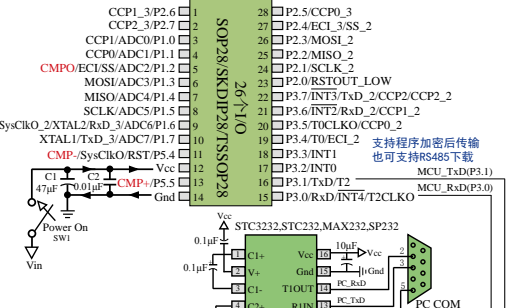 CCP1_3/P2.6 1
CCP2_3/P2.7 2
CCP1/ADC0/P1.0 3
CCP0/ADC1/P1.1 4
CMPO/ECI/SS/ADC2/P1.2 5
MOSI/ADC3/P1.3 6
MISO/ADC4/P1.4 7
SCLK/ADC5/P1.5 8
SysClkO_2/XTAL2/RxD_3/ADC6/P1.6 9
XTAL1/TxD_3/ADC7/P1.7 10
CMP-/SysClkO/RST/P5.4 11
Vcc 12
CMP+/P5.5 13
Gnd 14
SOP28/SKDIP28/TSSOP28
26个I/O
28 P2.5/CCP0_3
27 P2.4/ECI_3/SS_2
26 P2.3/MOSI_2
25 P2.2/MISO_2
24 P2.1/SCLK_2
23 P2.0/RSTOUT_LOW
22 P3.7/INT3/TxD_2/CCP2/CCP2_2
21 P3.6/INT2/RxD_2/CCP1_2
20 P3.5/T0CLKO/CCP0_2
19 P3.4/T0/ECI_2
18 P3.3/INT1
17 P3.2/INT0
16 P3.1/TxD/T2
15 P3.0/RxD/INT4/T2CLKO
支持程序加密后传输
也可支持RS485下载
MCU_TxD(P3.1)
MCU_RxD(P3.0)
C1
47μF
C2
0.01μF
Power On
SW1
Vin
Vcc
STC3232,STC232,MAX232,SP232
0.1μF
0.1μF
10μF
Vcc
Gnd
1 C1+
2 V+
3 C1-
4 C2+
Vcc 16
Gnd 15
T1OUT 14
R1IN 13
PC_RxD
PC_TxD
2
3
5
PC COM